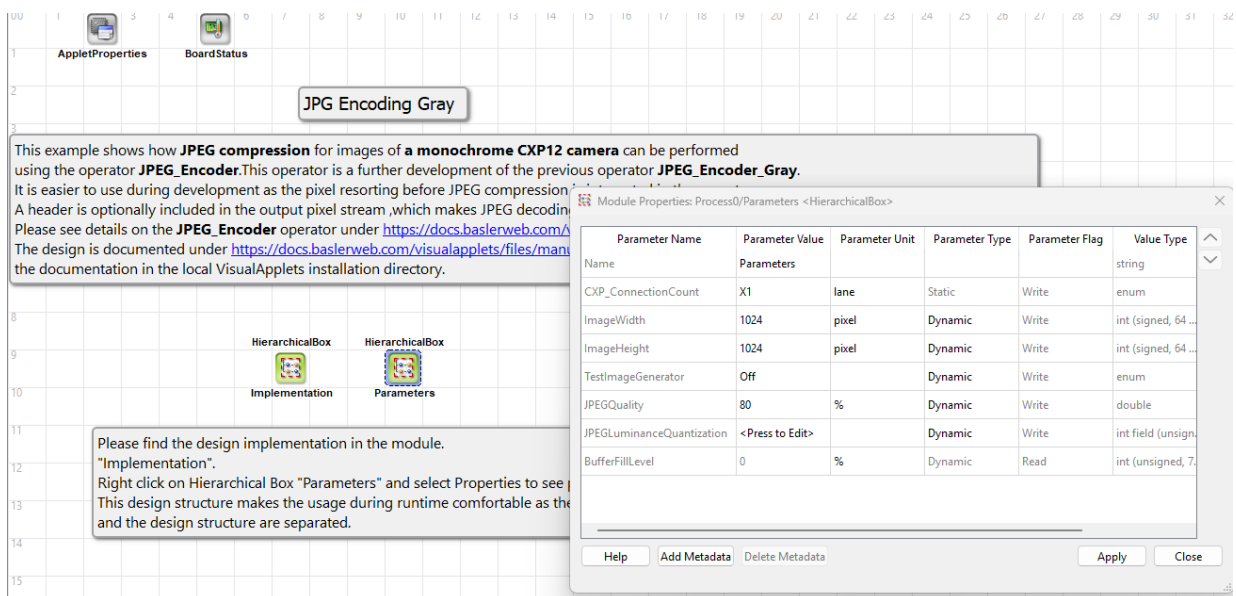 00 1 3 4 6 7 8 9 10 11 12 13 14 15 16 17 18 19 20 21 22 23 24 25 26 27 28 29 30 31 32
AppletProperties BoardStatus
1
2
JPG Encoding Gray
3
This example shows how JPEG compression for images of a monochrome CXP12 camera can be performed
using the operator JPEG_Encoder.This operator is a further development of the previous operator JPEG_Encoder_Gray.
It is easier to use during development as the pixel resorting before JPEG compression
A header is optionally included in the output pixel stream ,which makes JPEG decoding
Please see details on the JPEG_Encoder operator under https://docs.baslerweb.com/
The design is documented under https://docs.baslerweb.com/visualapplets/files/manu
the documentation in the local VisualApplets installation directory.
8
HierarchicalBox HierarchicalBox
9
Implementation Parameters
10
11
Please find the design implementation in the module.
"Implementation".
12
Right click on Hierarchical Box "Parameters" and select Properties to see
13
This design structure makes the usage during runtime comfortable as the
and the design structure are separated.
14
15
Module Properties: Process0/Parameters <HierarchicalBox>
Parameter Name Parameter Value Parameter Unit Parameter Type Parameter Flag Value Type
Name Parameters string
CXP_ConnectionCount X1 lane Static Write enum
ImageWidth 1024 pixel Dynamic Write int (signed, 64 ...
ImageHeight 1024 pixel Dynamic Write int (signed, 64 ...
TestImageGenerator Off Dynamic Write enum
JPEGQuality 80 % Dynamic Write double
JPEGLuminanceQuantization <Press to Edit> Dynamic Write int field (unsign.
BufferFillLevel 0 % Dynamic Read int (unsigned, 7.
Help Add Metadata Delete Metadata Apply Close